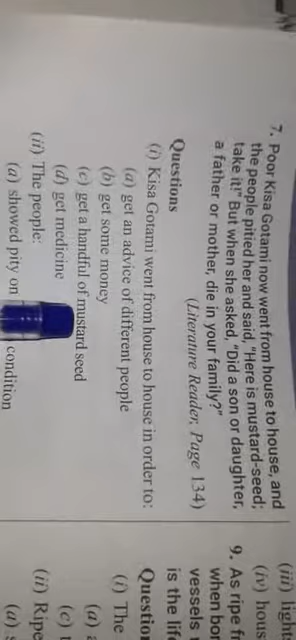 7. Poor Kisa Gotami now went from house to house, and
the people pitied her and said, "Here is mustard-seed;
take it!" But when she asked, "Did a son or daughter,
a father or mother, die in your family?"
(Literature Reader, Page 134)
Questions
(i) Kisa Gotami went from house to house in order to:
(a) get an advice of different people
(b) get some money
(c) get a handful of mustard seed
(d) get medicine
(ii) The people:
(a) showed pity on condition
(iii) light
(iv) hous
9. As ripe f
when bor
vessels
is the lif
Question
(i) The
(a)
(c)
(ii) Ripe
(a)